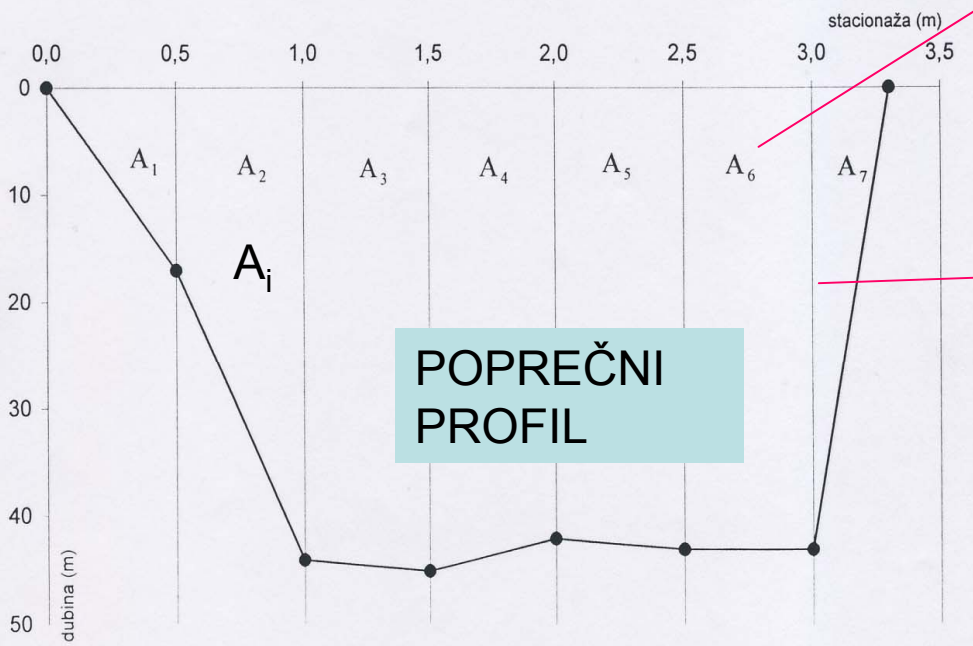 stacionaža (m)
0,0 0,5 1,0 1,5 2,0 2,5 3,0 3,5
0
A1 A2 A3 A4 A5 A6 A7
10
Ai
20
POPREČNI
PROFIL
30
40
50
dubina (m)